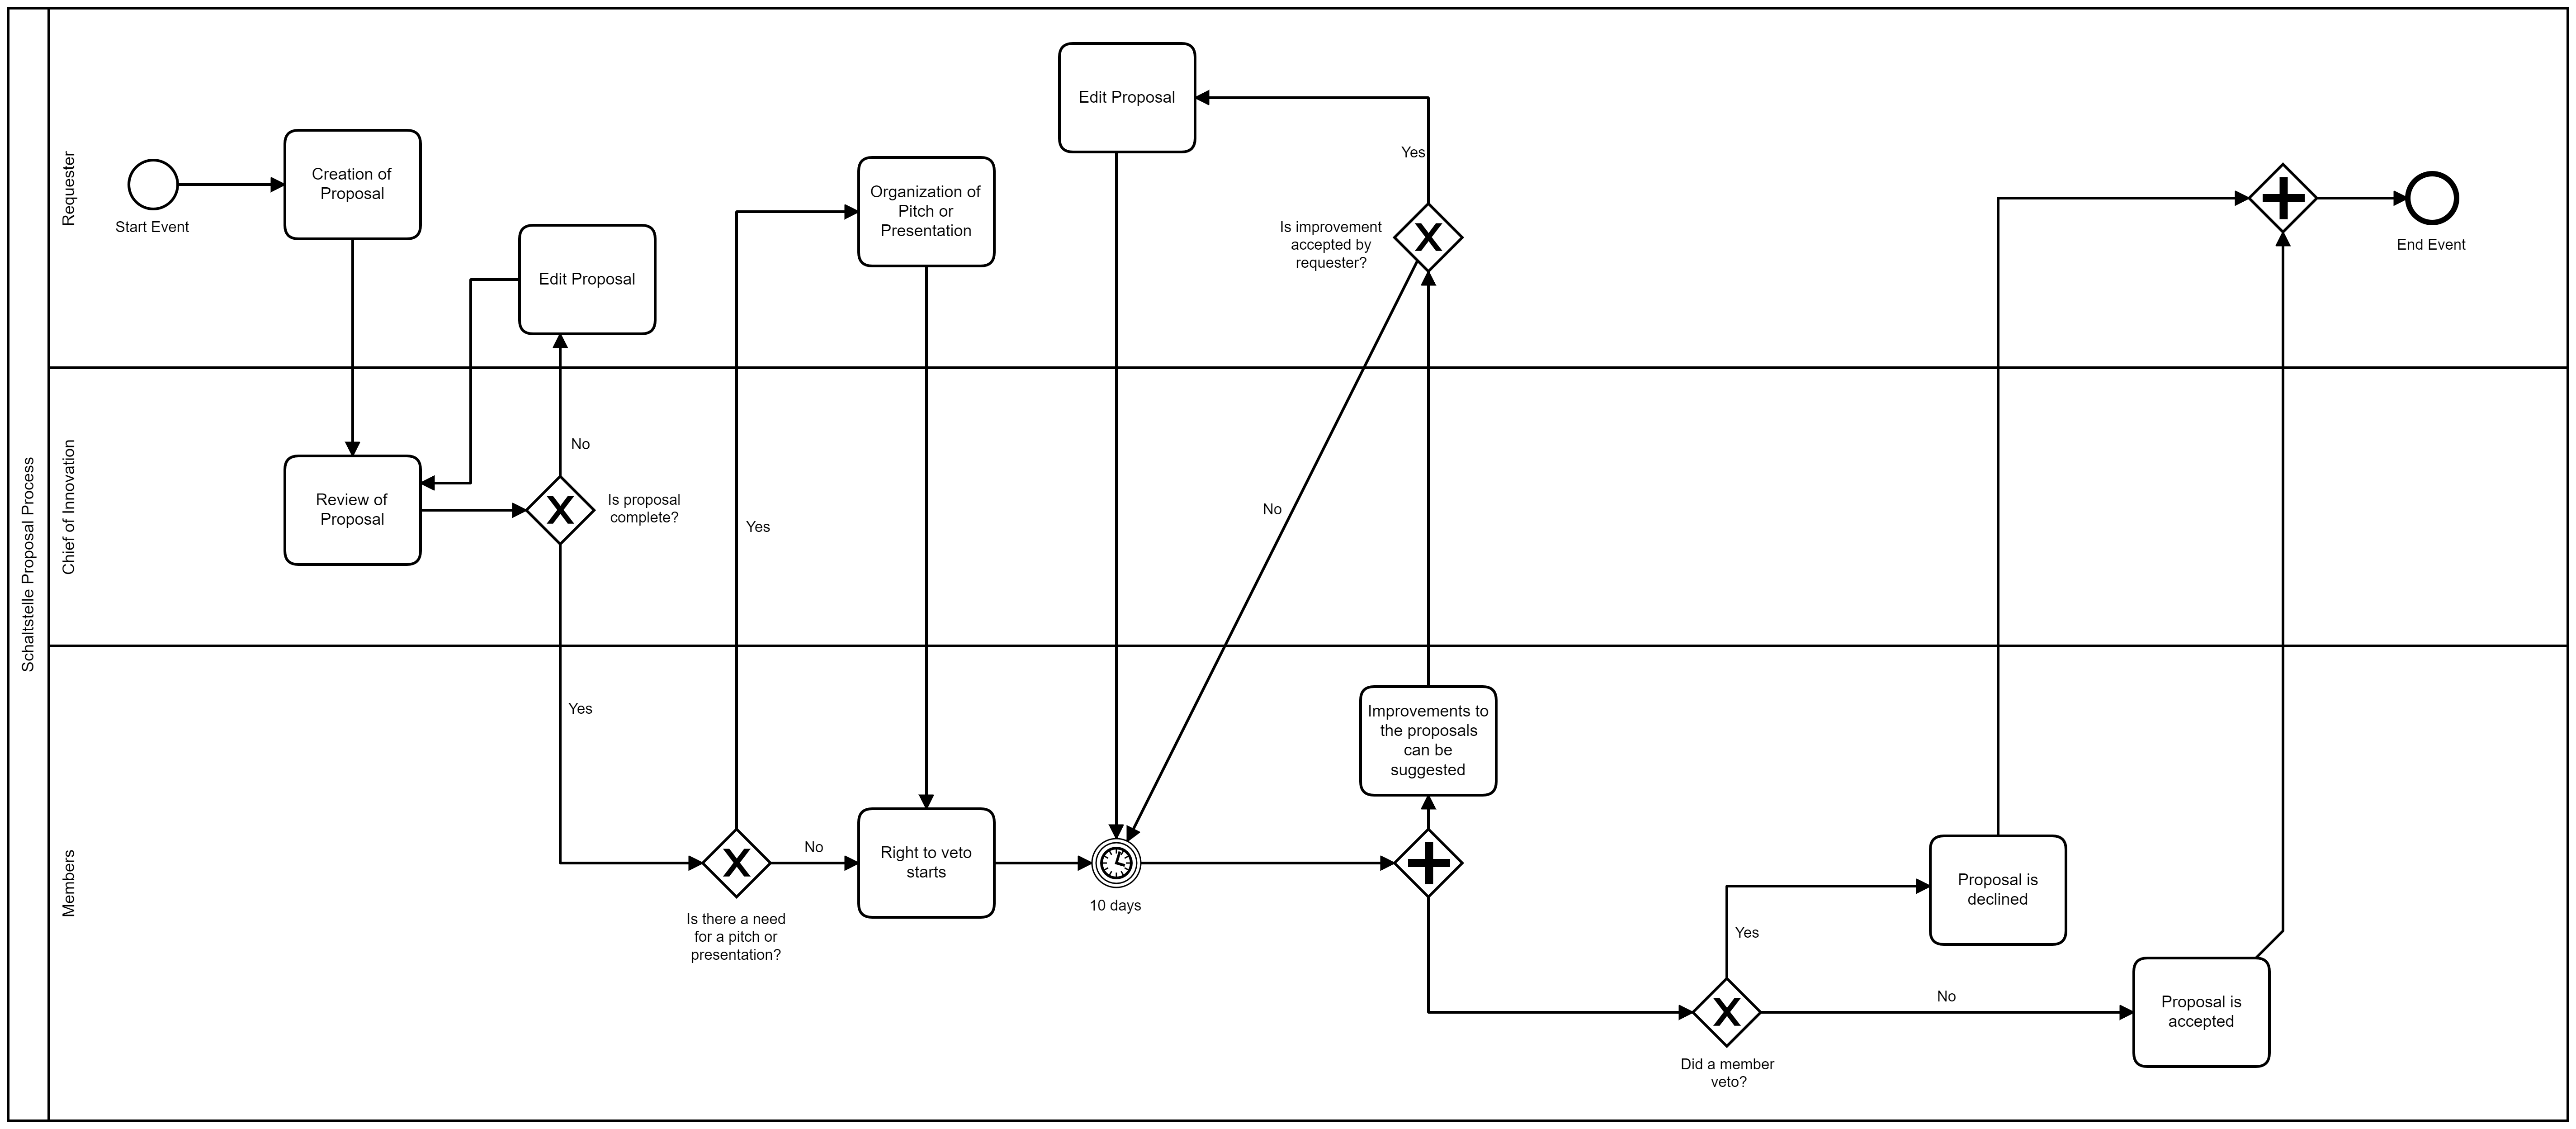 Schaltstelle Proposal Process
Requester
Start Event
Creation of
Proposal
Edit Proposal
Organization of
Pitch or
Presentation
Edit Proposal
Yes
Is improvement
accepted by
requester?
End Event
Chief of Innovation
Review of
Proposal
No
Is proposal
complete?
Yes
No
Members
Yes
Is there a need
for a pitch or
presentation?
No
Right to veto
starts
10 days
Improvements to
the proposals
can be
suggested
Did a member
veto?
Yes
No
Proposal is
declined
Proposal is
accepted